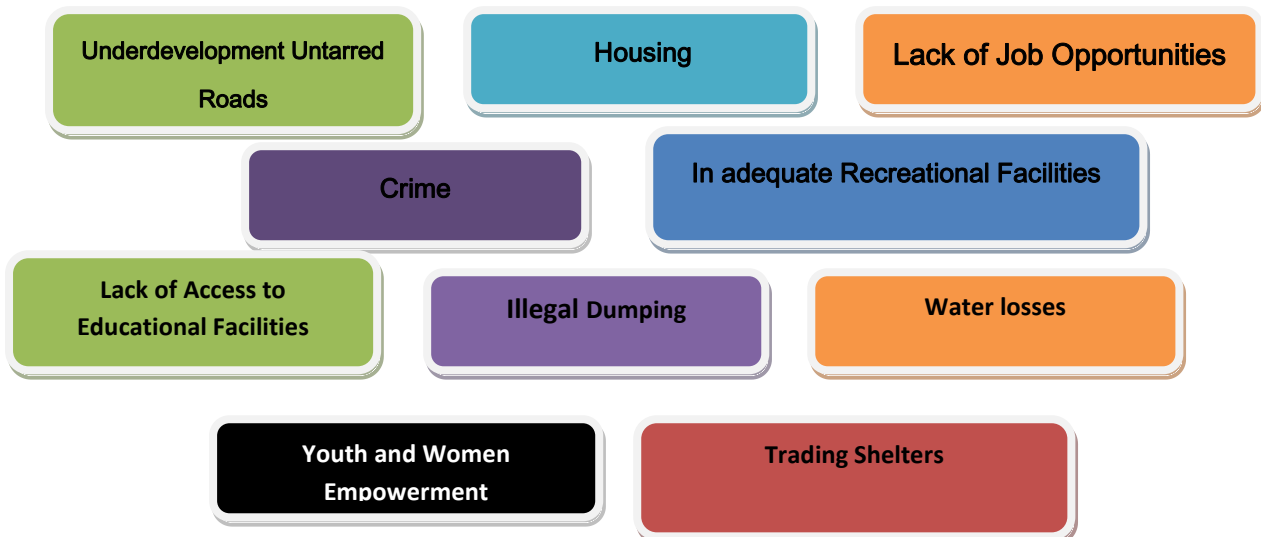 Underdevelopment Untarred
Roads
Housing
Lack of Job Opportunities
Crime
In adequate Recreational Facilities
Lack of Access to
Educational Facilities
Illegal Dumping
Water losses
Youth and Women
Empowerment
Trading Shelters